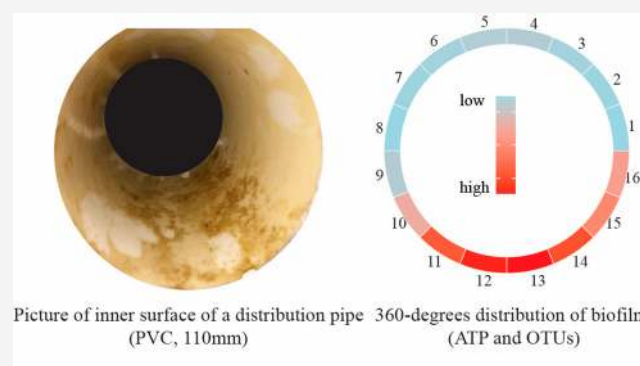 5
4
6
3
7
2
low
8
1
9
high
16
10
15
11
14
12
13
Picture of inner surface of a distribution pipe
(PVC, 110mm)
360-degrees distribution of biofilm
(ATP and OTUs)